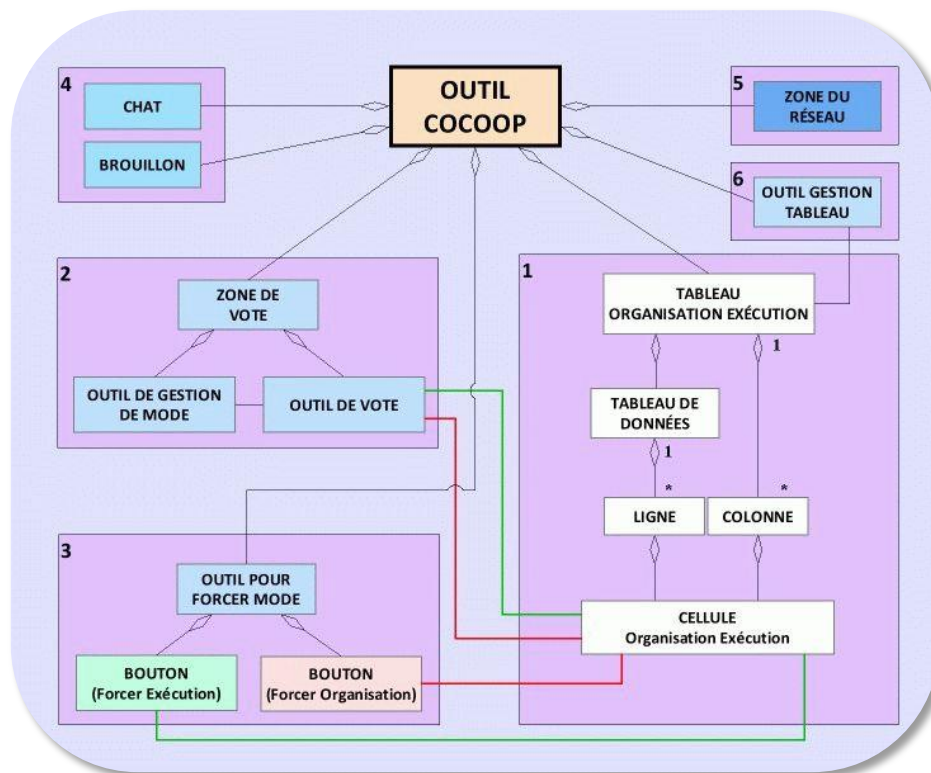 OUTIL
COCOOP
4
CHAT
BROUILLON
5
ZONE DU
RÉSEAU
6
OUTIL GESTION
TABLEAU
2
ZONE DE
VOTE
OUTIL DE GESTION
DE MODE
OUTIL DE VOTE
1
TABLEAU
ORGANISATION EXÉCUTION
1
TABLEAU DE
DONNÉES
1
*
*
LIGNE
COLONNE
CELLULE
Organisation Exécution
3
OUTIL POUR
FORCER MODE
BOUTON
(Forcer Exécution)
BOUTON
(Forcer Organisation)